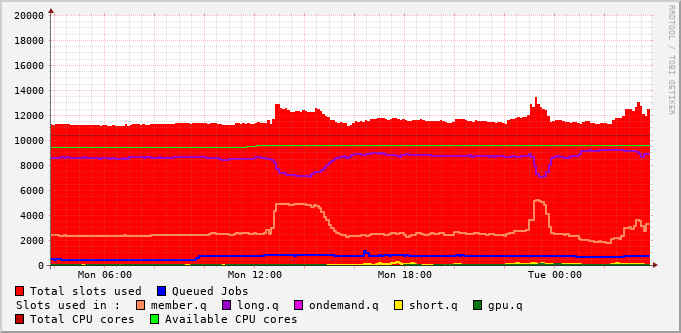 20000
18000
16000
14000
12000
10000
8000
6000
4000
2000
0
Mon 06:00 Mon 12:00 Mon 18:00 Tue 00:00
Total slots used Queued Jobs
Slots used in : member.q long.q ondemand.q short.q gpu.q
Total CPU cores Available CPU cores
RRDTOOL / TOBI OETIKER